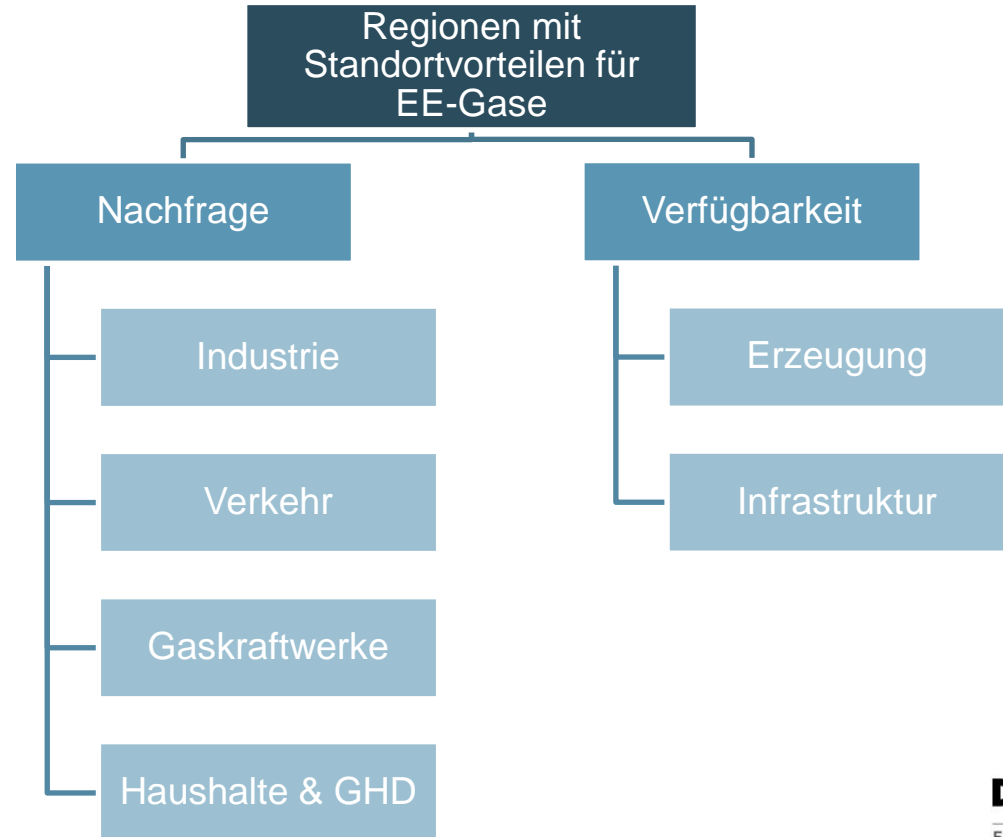 Regionen mit
Standortvorteilen für
EE-Gase
Nachfrage
Verfügbarkeit
Industrie
Erzeugung
Verkehr
Infrastruktur
Gaskraftwerke
Haushalte & GHD